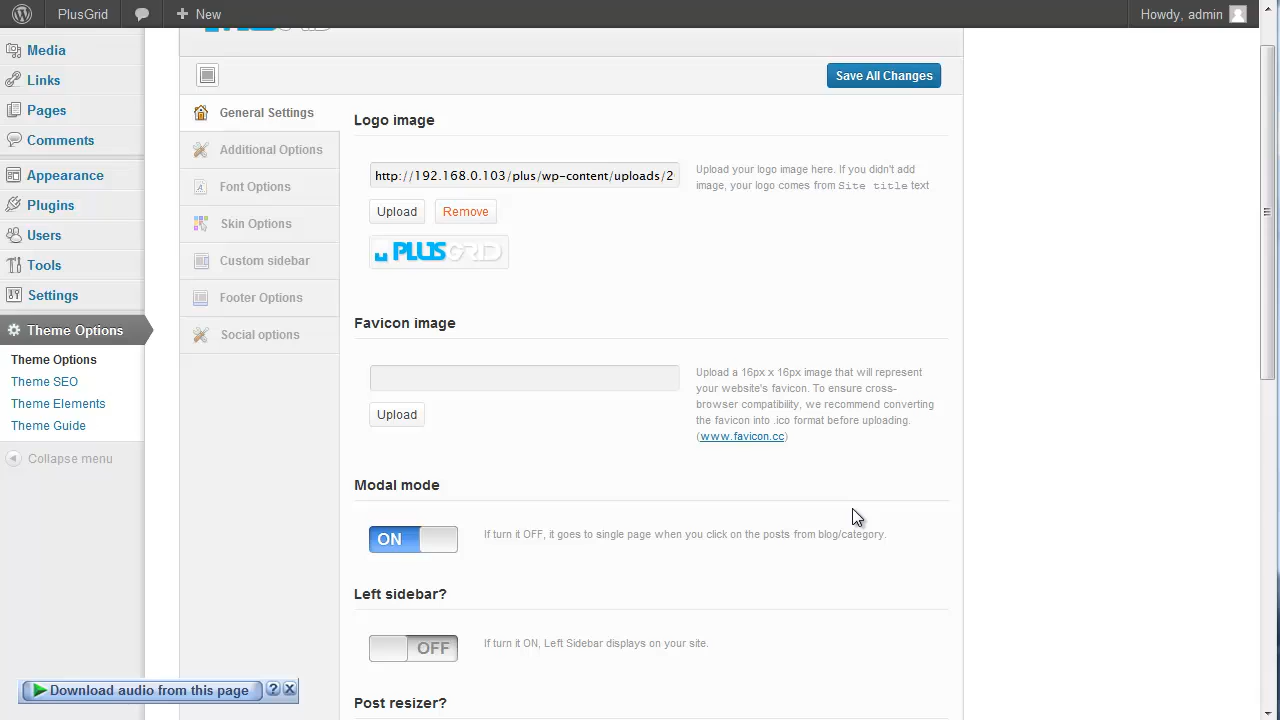 PlusGrid
New
Howdy, admin
Media
Links
Pages
Comments
Appearance
Plugins
Users
Tools
Settings
Theme Options
Theme Options
Theme SEO
Theme Elements
Theme Guide
Collapse menu
Download audio from this page
?
Save All Changes
General Settings
Additional Options
Font Options
Skin Options
Custom sidebar
Footer Options
Social options
Logo image
http://192.168.0.103/plus/wp-content/uploads/2
Upload your logo image here. If you didn't add
image, your logo comes from Site title text
Upload
Remove
PLUSGRID
Favicon image
Upload a 16px x 16px image that will represent
your website's favicon. To ensure cross-
browser compatibility, we recommend converting
the favicon into .ico format before uploading.
(www.favicon.cc)
Upload
Modal mode
ON
If turn it OFF, it goes to single page when you click on the posts from blog/category.
Left sidebar?
OFF
If turn it ON, Left Sidebar displays on your site.
Post resizer?